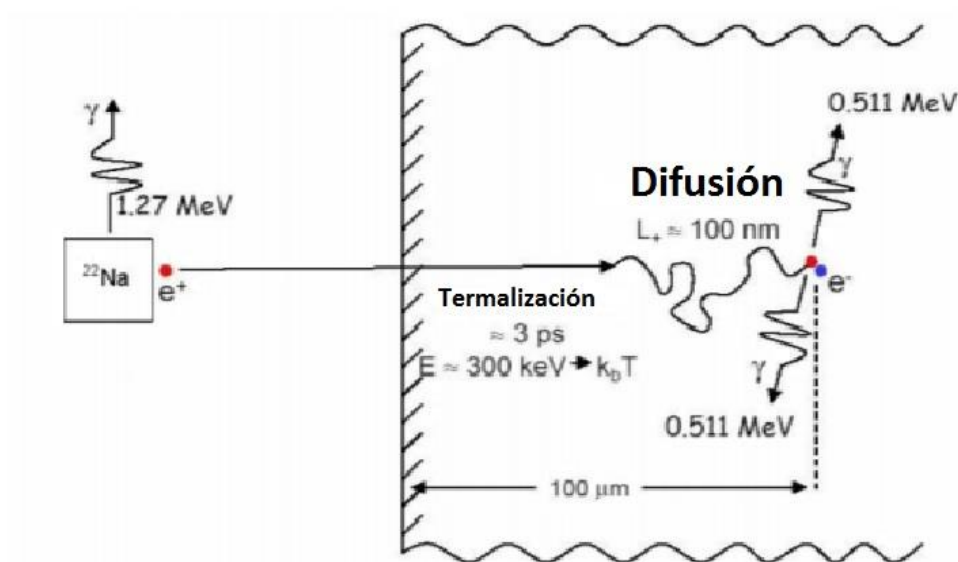 γ
0.511 MeV
1.27 MeV
Difusión
γ
L₊ ≈ 100 nm
²²Na
e⁺
e⁻
Termalización
≈ 3 ps
E ≈ 300 keV → k_bT
γ
0.511 MeV
100 μm